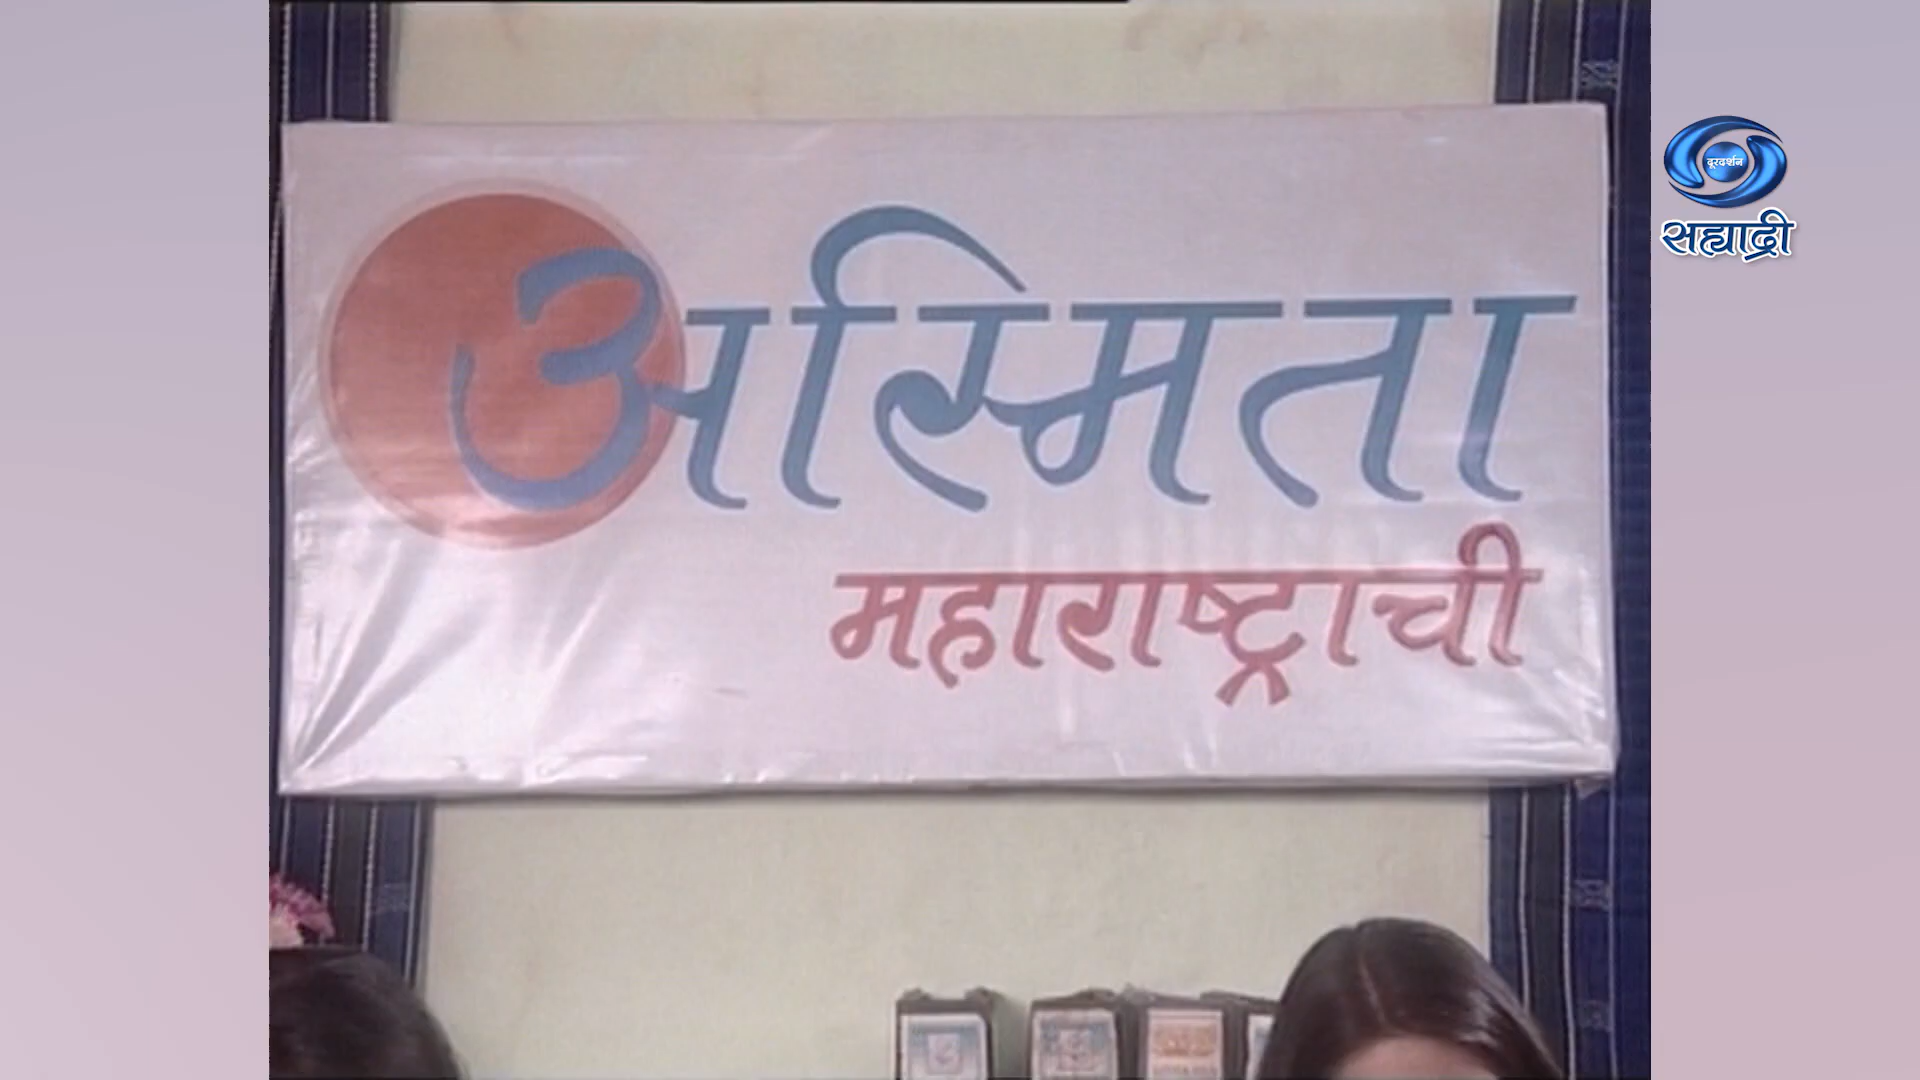 अस्मिता
महाराष्ट्राची
दूरदर्शन
सह्याद्री